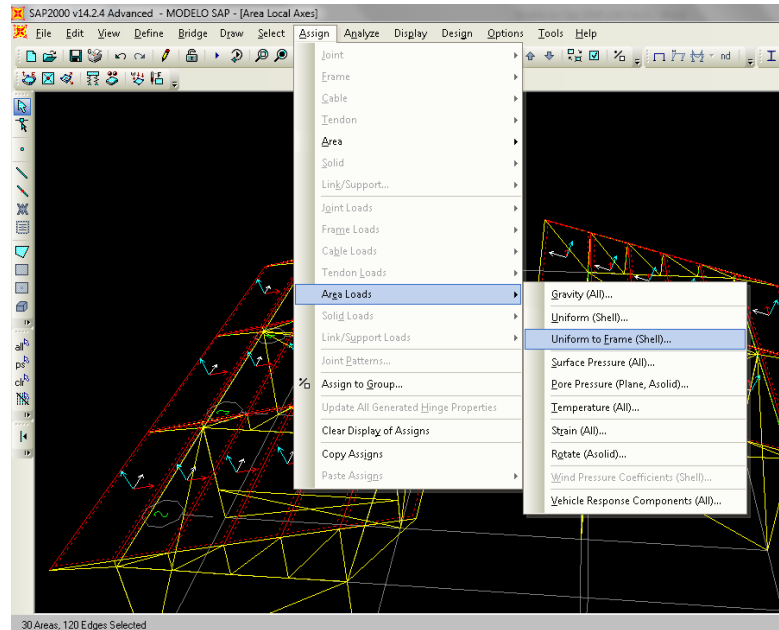 SAP2000 v14.2.4 Advanced - MODELO SAP - [Area Local Axes]
File Edit View Define Bridge Draw Select Assign Analyze Display Design Options Tools Help
nd
all
ps
clr
Joint
Frame
Cable
Tendon
Area
Solid
Link/Support...
Joint Loads
Frame Loads
Cable Loads
Tendon Loads
Area Loads
Solid Loads
Link/Support Loads
Joint Patterns...
Assign to Group...
Update All Generated Hinge Properties
Clear Display of Assigns
Copy Assigns
Paste Assigns
Gravity (All)...
Uniform (Shell)...
Uniform to Frame (Shell)...
Surface Pressure (All)...
Pore Pressure (Plane, Asolid)...
Temperature (All)...
Strain (All)...
Rotate (Asolid)...
Wind Pressure Coefficients (Shell)...
Vehicle Response Components (All)...
30 Areas, 120 Edges Selected